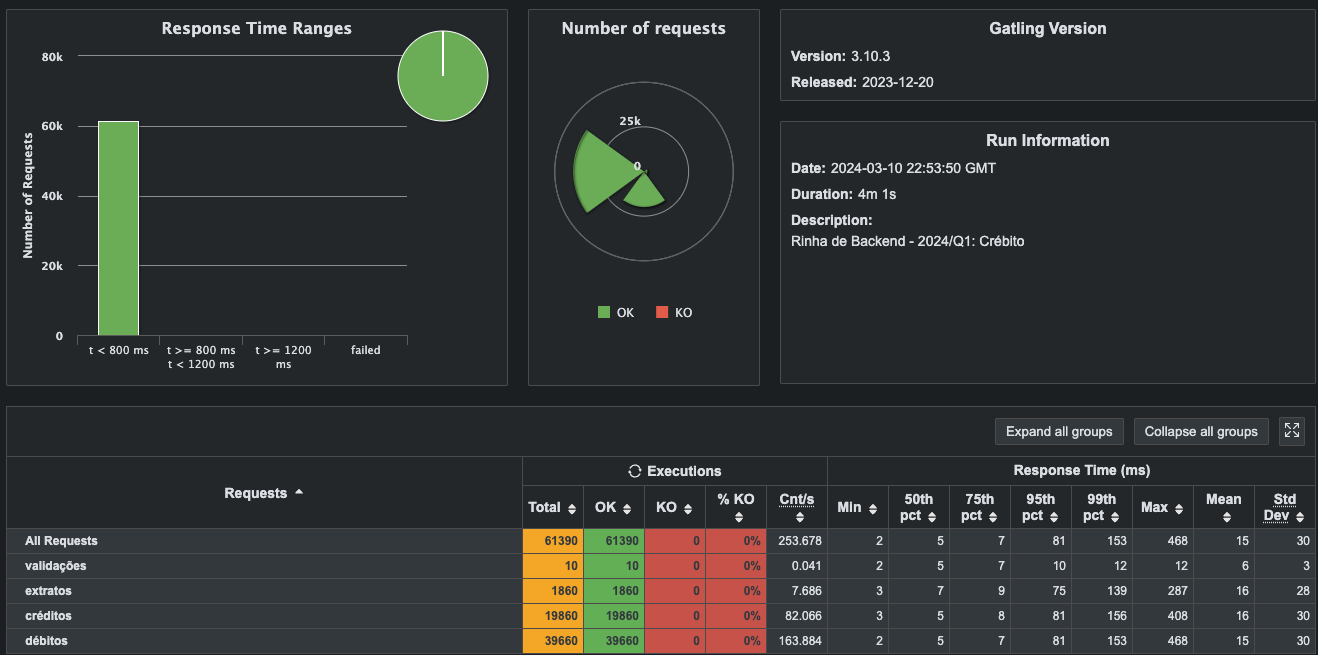 Response Time Ranges
80k
60k
40k
20k
0
Number of Requests
t < 800 ms
t >= 800 ms
t < 1200 ms
t >= 1200
ms
failed
Number of requests
25k
0
OK
KO
Gatling Version
Version: 3.10.3
Released: 2023-12-20
Run Information
Date: 2024-03-10 22:53:50 GMT
Duration: 4m 1s
Description:
Rinha de Backend - 2024/Q1: Crébito
Expand all groups
Collapse all groups
Requests
Executions
Response Time (ms)
Total OK KO % KO Cnt/s Min 50th pct 75th pct 95th pct 99th pct Max Mean Std Dev
All Requests 61390 61390 0 0% 253.678 2 5 7 81 153 468 15 30
validações 10 10 0 0% 0.041 2 5 7 10 12 12 6 3
extratos 1860 1860 0 0% 7.686 3 7 9 75 139 287 16 28
créditos 19860 19860 0 0% 82.066 3 5 8 81 156 408 16 30
débitos 39660 39660 0 0% 163.884 2 5 7 81 153 468 15 30